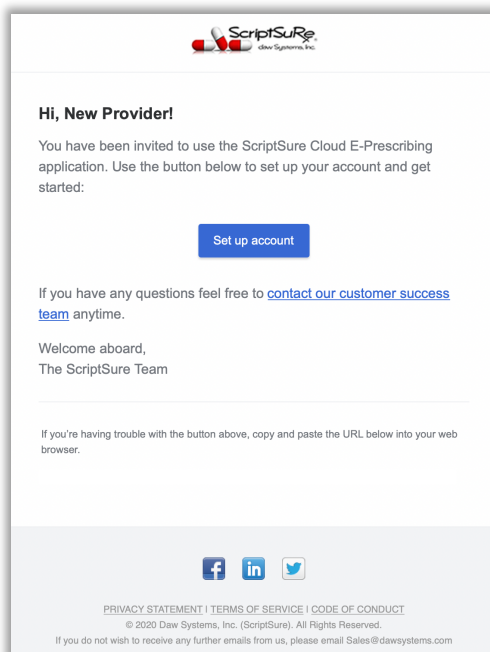 ScriptSuRx
daw Systems, Inc.
Hi, New Provider!
You have been invited to use the ScriptSure Cloud E-Prescribing
application. Use the button below to set up your account and get
started:
Set up account
If you have any questions feel free to contact our customer success
team anytime.
Welcome aboard,
The ScriptSure Team
If you’re having trouble with the button above, copy and paste the URL below into your web
browser.
PRIVACY STATEMENT | TERMS OF SERVICE | CODE OF CONDUCT
© 2020 Daw Systems, Inc. (ScriptSure). All Rights Reserved.
If you do not wish to receive any further emails from us, please email Sales@dawsystems.com